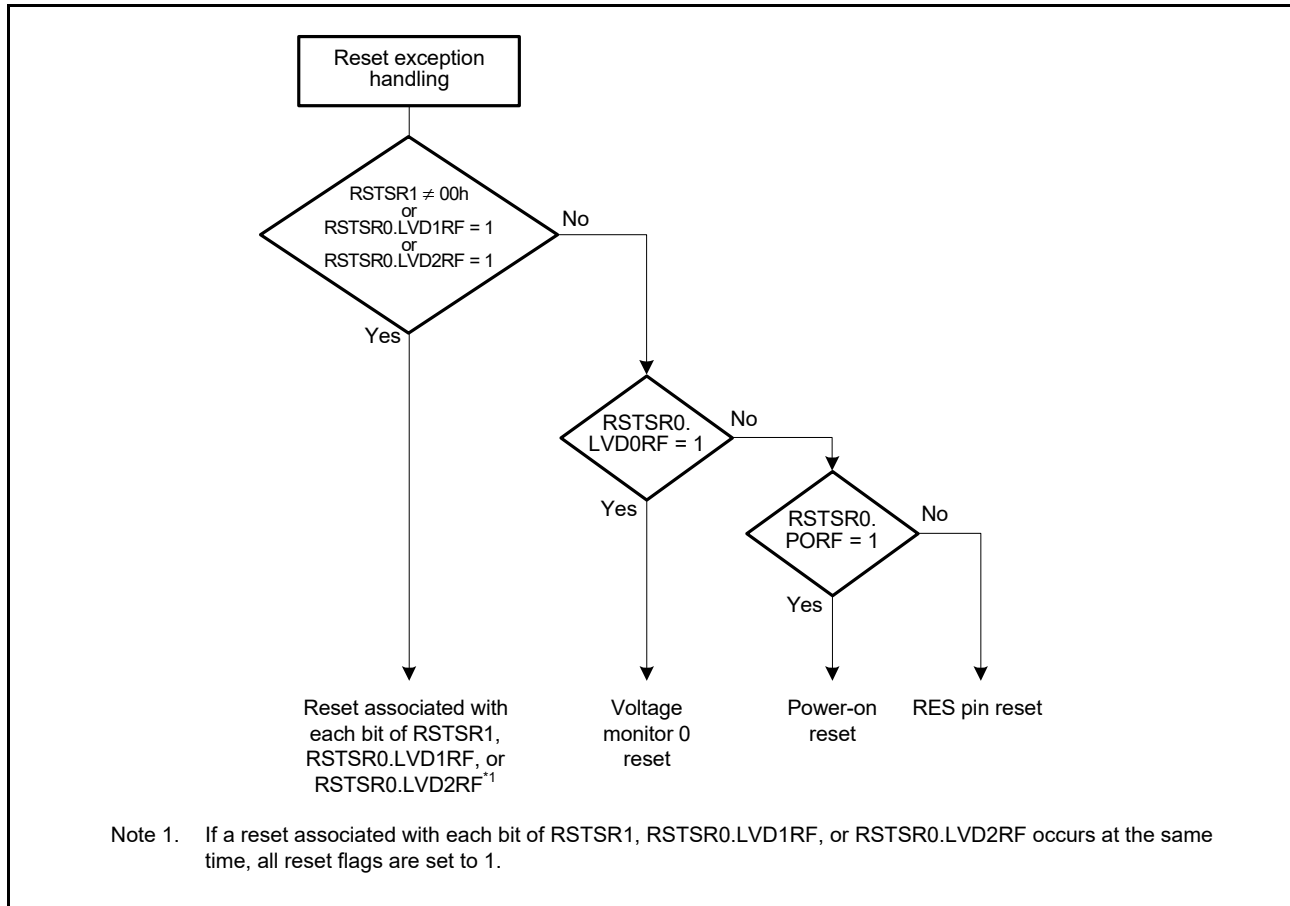 Reset exception
handling
RSTSR1 ≠ 00h
or
RSTSR0.LVD1RF = 1
or
RSTSR0.LVD2RF = 1
No
Yes
RSTSR0.
LVD0RF = 1
No
Yes
RSTSR0.
PORF = 1
No
Yes
Reset associated with
each bit of RSTSR1,
RSTSR0.LVD1RF, or
RSTSR0.LVD2RF*1
Voltage
monitor 0
reset
Power-on
reset
RES pin reset
Note 1. If a reset associated with each bit of RSTSR1, RSTSR0.LVD1RF, or RSTSR0.LVD2RF occurs at the same
time, all reset flags are set to 1.